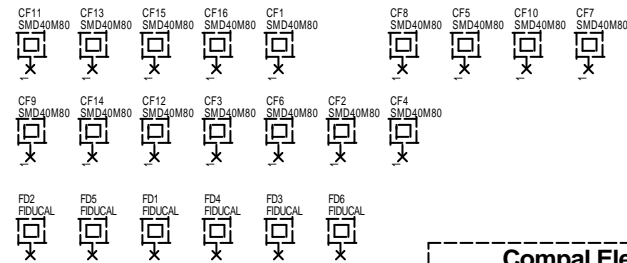 CF11 CF13 CF15 CF16 CF1 CF8 CF5 CF10 CF7
SMD40M80 SMD40M80 SMD40M80 SMD40M80 SMD40M80 SMD40M80 SMD40M80 SMD40M80 SMD40M80
CF9 CF14 CF12 CF3 CF6 CF2 CF4
SMD40M80 SMD40M80 SMD40M80 SMD40M80 SMD40M80 SMD40M80 SMD40M80
FD2 FD5 FD1 FD4 FD3 FD6
FIDUCAL FIDUCAL FIDUCAL FIDUCAL FIDUCAL FIDUCAL
Compal Ele